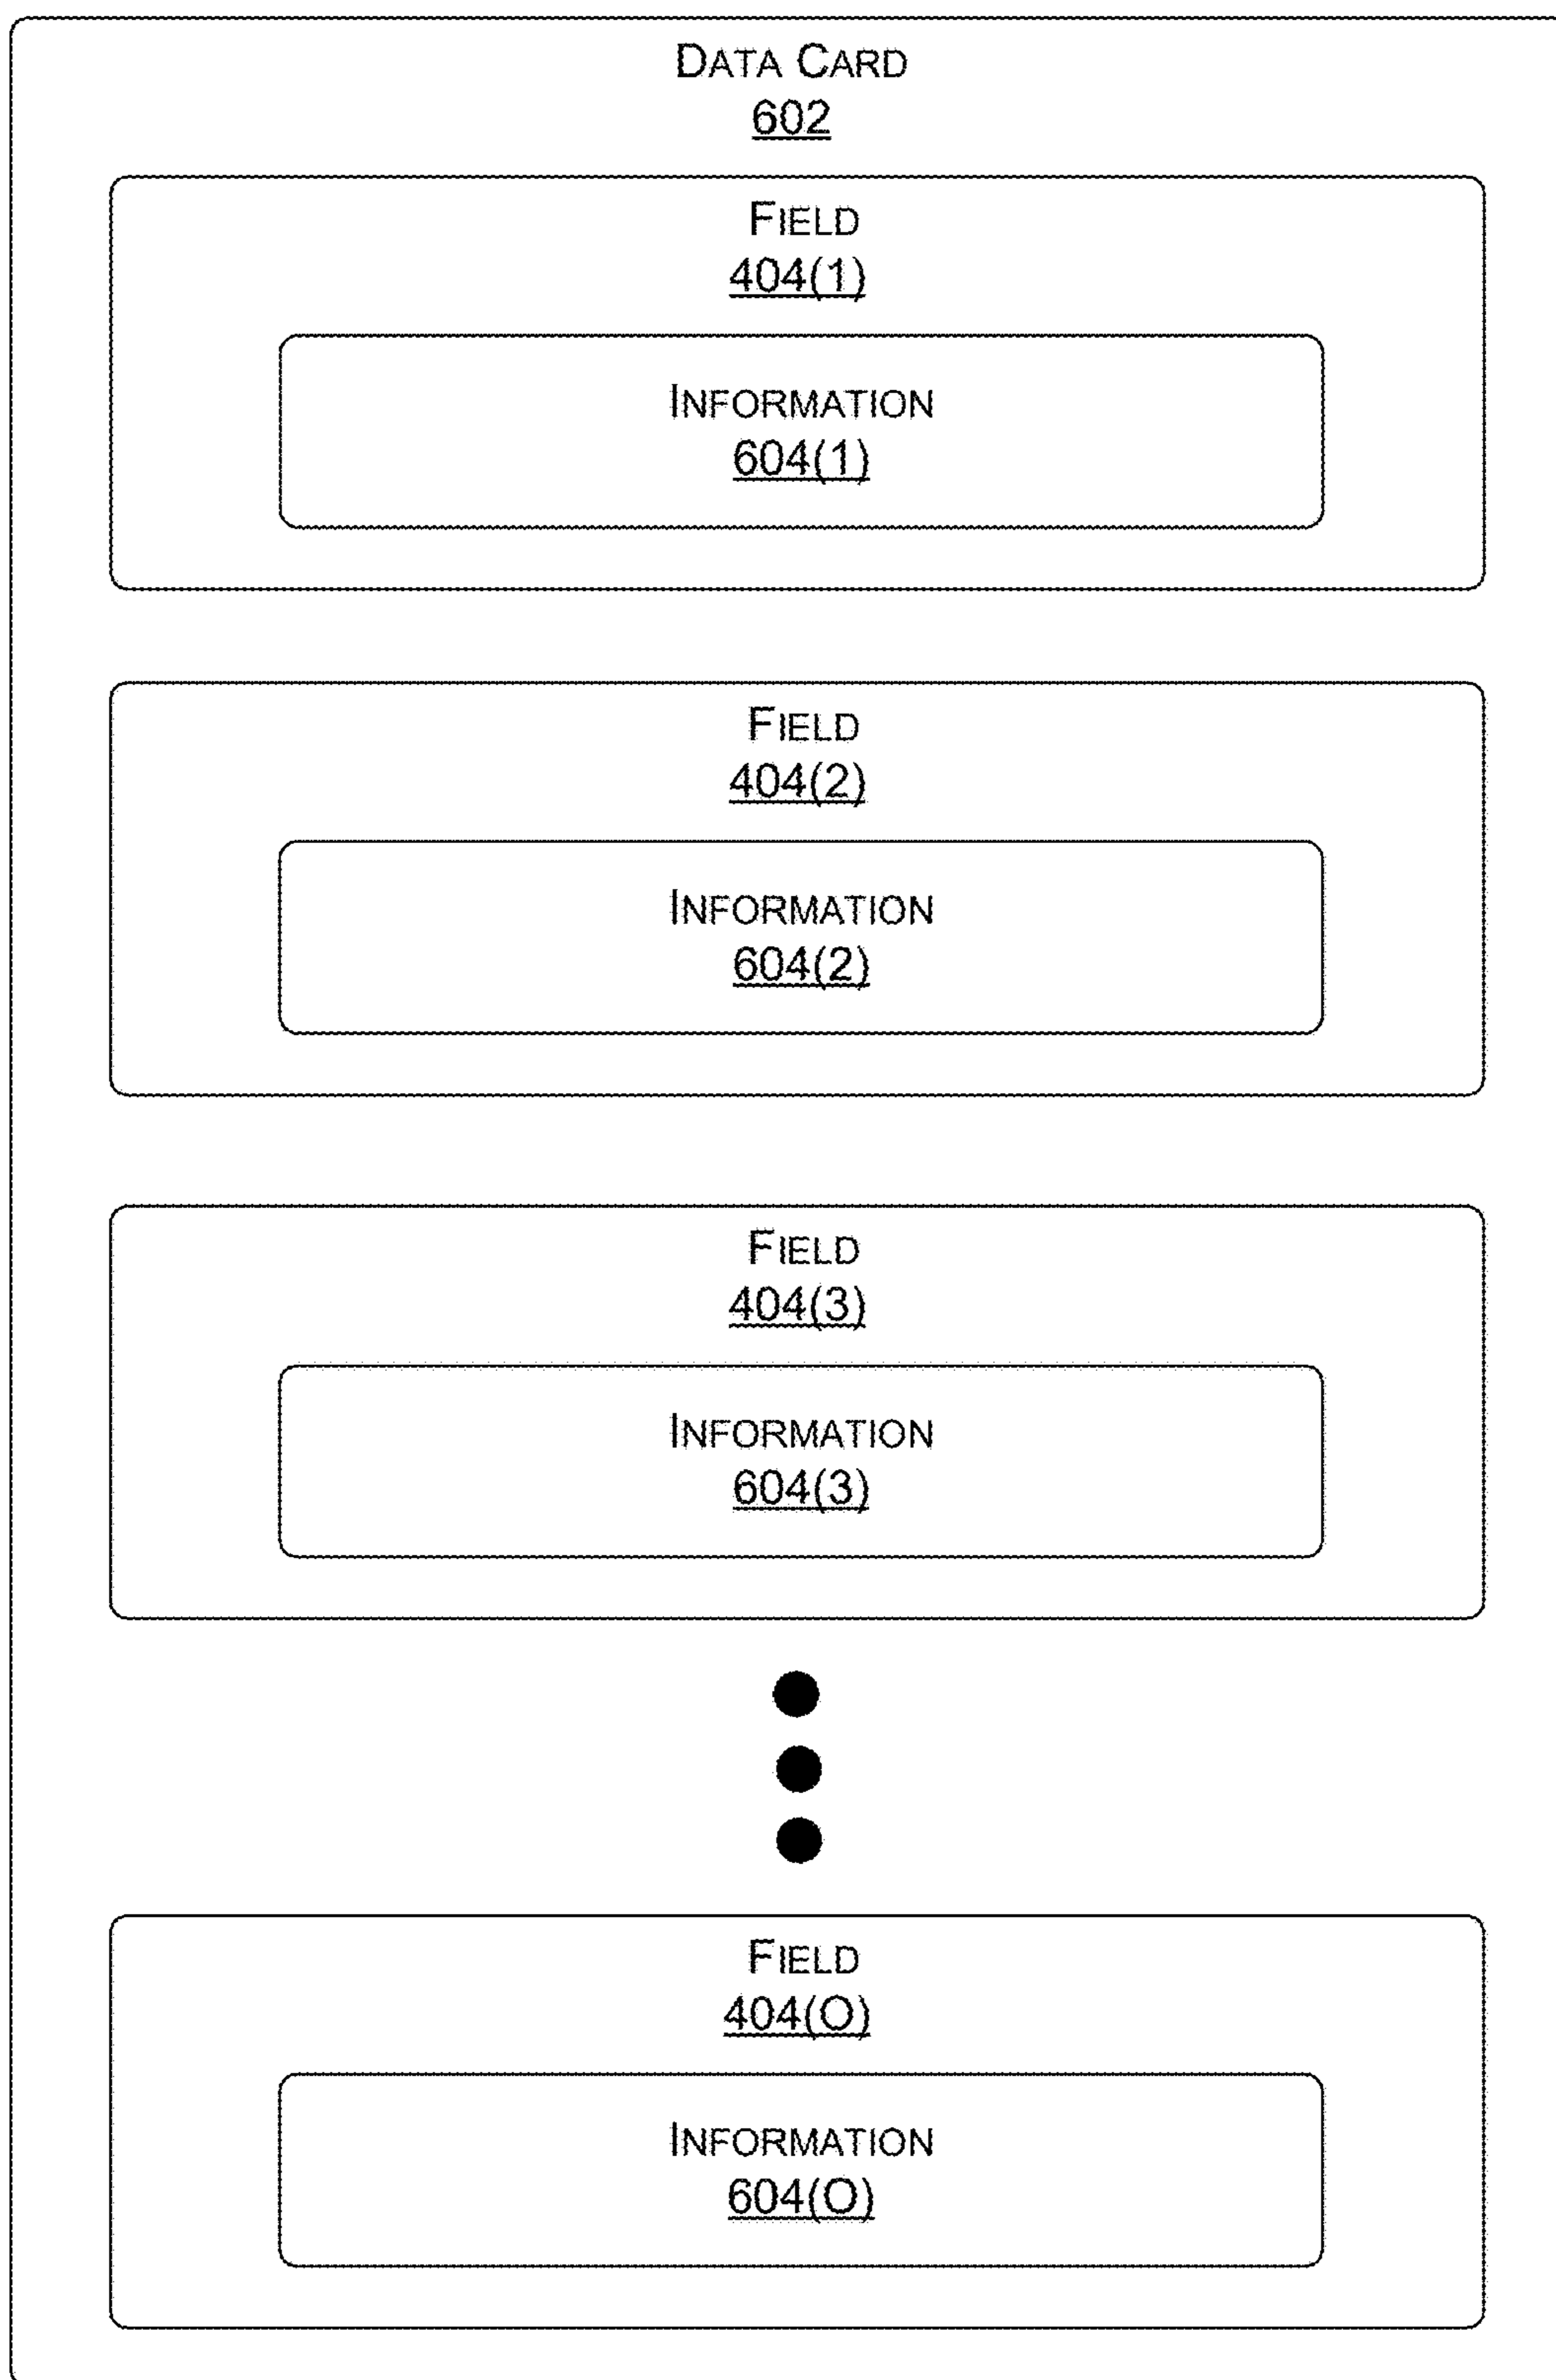 DATA CARD
602
FIELD
404(1)
INFORMATION
604(1)
FIELD
404(2)
INFORMATION
604(2)
FIELD
404(3)
INFORMATION
604(3)
FIELD
404(O)
INFORMATION
604(O)